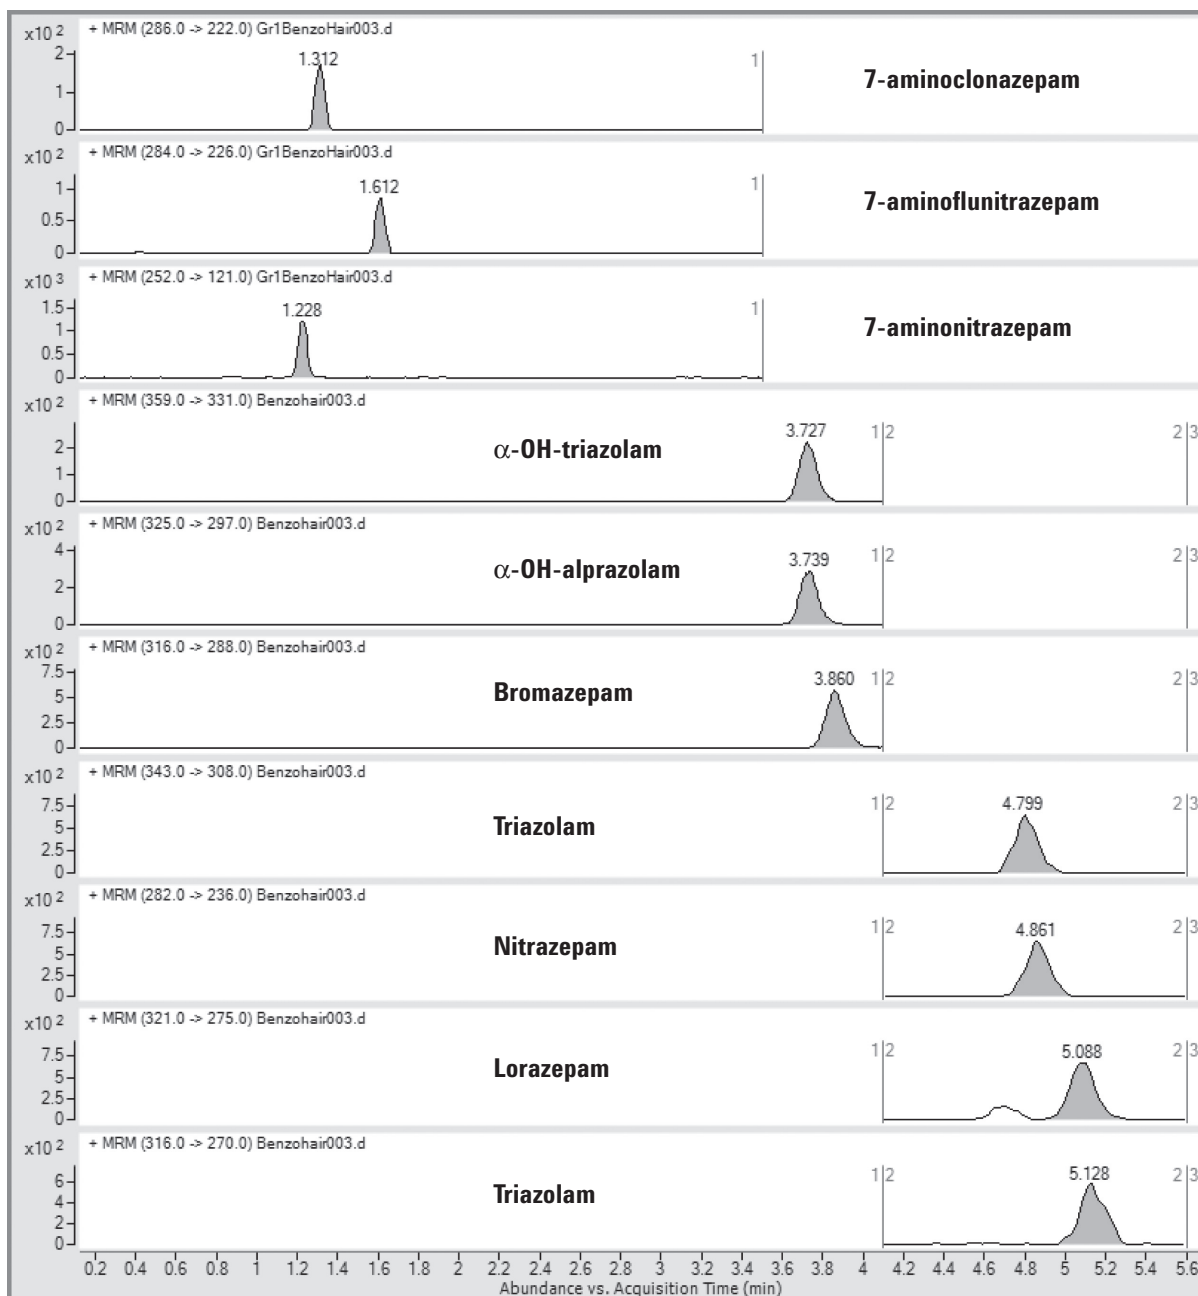 + MRM (286.0 -> 222.0) Gr1BenzoHair003.d
x10 2
2
1
0
1.312
1
7-aminoclonazepam
+ MRM (284.0 -> 226.0) Gr1BenzoHair003.d
x10 2
1
0.5
0
1.612
1
7-aminoflunitrazepam
+ MRM (252.0 -> 121.0) Gr1BenzoHair003.d
x10 3
1.5
1
0.5
0
1.228
1
7-aminonitrazepam
+ MRM (359.0 -> 331.0) Benzohair003.d
x10 2
2
1
0
α-OH-triazolam
3.727
1 2
2 3
+ MRM (325.0 -> 297.0) Benzohair003.d
x10 2
4
2
0
α-OH-alprazolam
3.739
1 2
2 3
+ MRM (316.0 -> 288.0) Benzohair003.d
x10 2
7.5
5
2.5
0
Bromazepam
3.860
1 2
2 3
+ MRM (343.0 -> 308.0) Benzohair003.d
x10 2
7.5
5
2.5
0
Triazolam
1 2
4.799
2 3
+ MRM (282.0 -> 236.0) Benzohair003.d
x10 2
7.5
5
2.5
0
Nitrazepam
1 2
4.861
2 3
+ MRM (321.0 -> 275.0) Benzohair003.d
x10 2
7.5
5
2.5
0
Lorazepam
1 2
5.088
2 3
+ MRM (316.0 -> 270.0) Benzohair003.d
x10 2
6
4
2
0
Triazolam
1 2
5.128
2 3
0.2 0.4 0.6 0.8 1 1.2 1.4 1.6 1.8 2 2.2 2.4 2.6 2.8 3 3.2 3.4 3.6 3.8 4 4.2 4.4 4.6 4.8 5 5.2 5.4 5.6
Abundance vs. Acquisition Time (min)